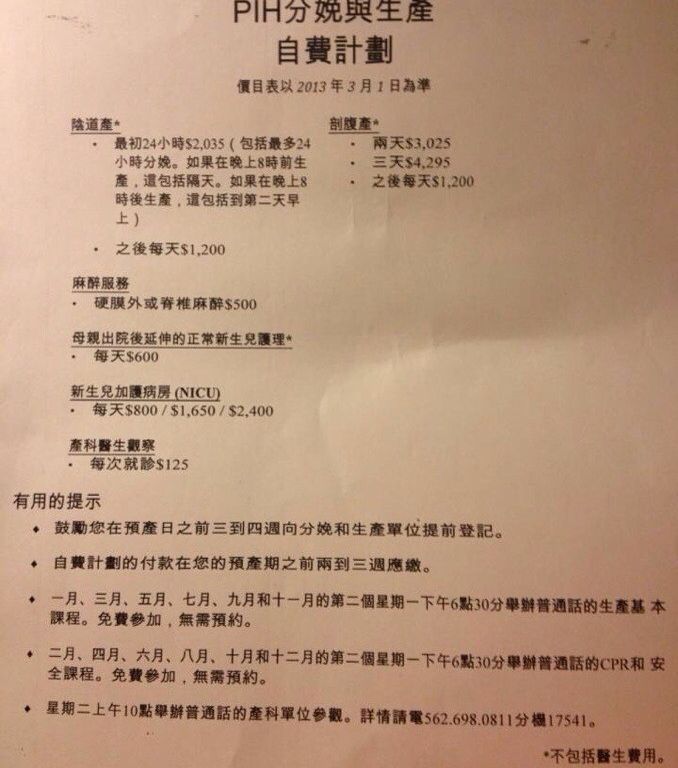 PIH分娩與生產
自費計劃
價目表以 2013 年 3 月 1 日為準
陰道產*
• 最初24小時$2,035（包括最多24
小時分娩。如果在晚上8時前生
產，這包括隔天。如果在晚上8
時後生產，這包括到第二天早
上）
• 之後每天$1,200
剖腹產*
• 兩天$3,025
• 三天$4,295
• 之後每天$1,200
麻醉服務
• 硬膜外或脊椎麻醉$500
母親出院後延伸的正常新生兒護理*
• 每天$600
新生兒加護病房 (NICU)
• 每天$800 / $1,650 / $2,400
產科醫生觀察
• 每次就診$125
有用的提示
♦ 鼓勵您在預產日之前三到四週向分娩和生產單位提前登記。
♦ 自費計劃的付款在您的預產期之前兩到三週應繳。
♦ 一月、三月、五月、七月、九月和十一月的第二個星期一下午6點30分舉辦普通話的生產基 本
課程。免費參加，無需預約。
♦ 二月、四月、六月、八月、十月和十二月的第二個星期一下午6點30分舉辦普通話的CPR和 安
全課程。免費參加，無需預約。
♦ 星期二上午10點舉辦普通話的產科單位參觀。詳情請電562.698.0811分機17541。
*不包括醫生費用。